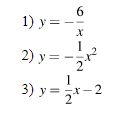 1) y = -6/x
2) y = -1/2x²
3) y = 1/2x - 2